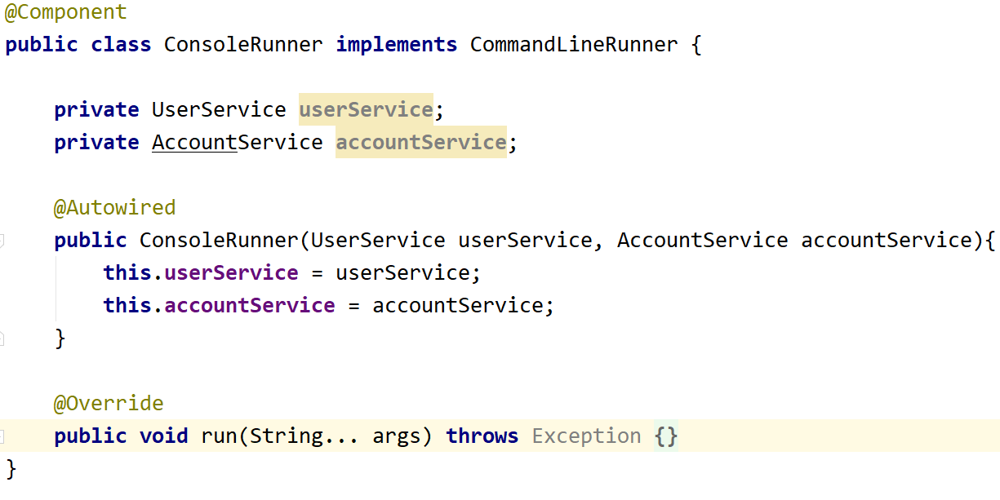 @Component
public class ConsoleRunner implements CommandLineRunner {
private UserService userService;
private AccountService accountService;
@Autowired
public ConsoleRunner(UserService userService, AccountService accountService){
this.userService = userService;
this.accountService = accountService;
}
@Override
public void run(String... args) throws Exception {}
}